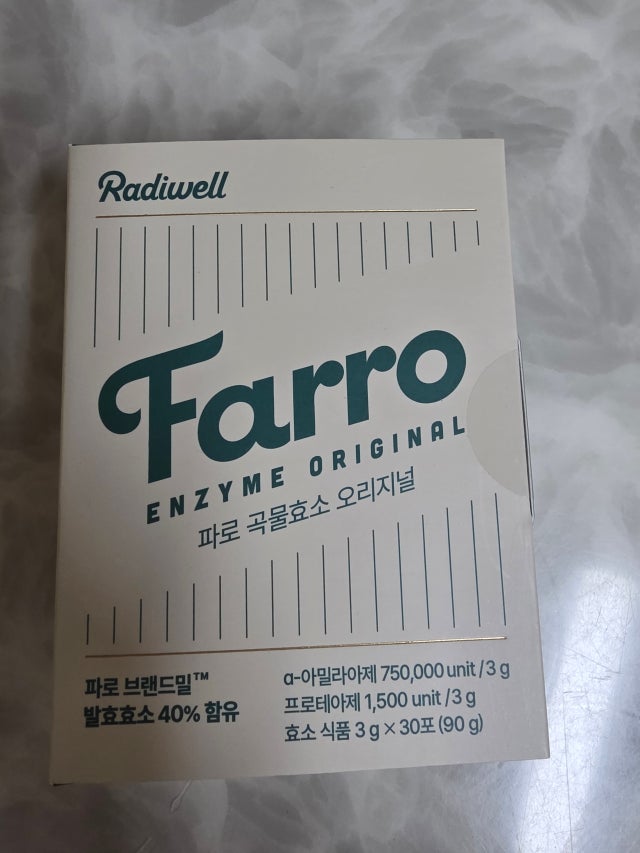 Radiwell
Farro
ENZYME ORIGINAL
파로 곡물효소 오리지널
파로 브랜드밀™
발효효소 40% 함유
α-아밀라아제 750,000 unit /3 g
프로테아제 1,500 unit /3 g
효소 식품 3 g × 30포 (90 g)